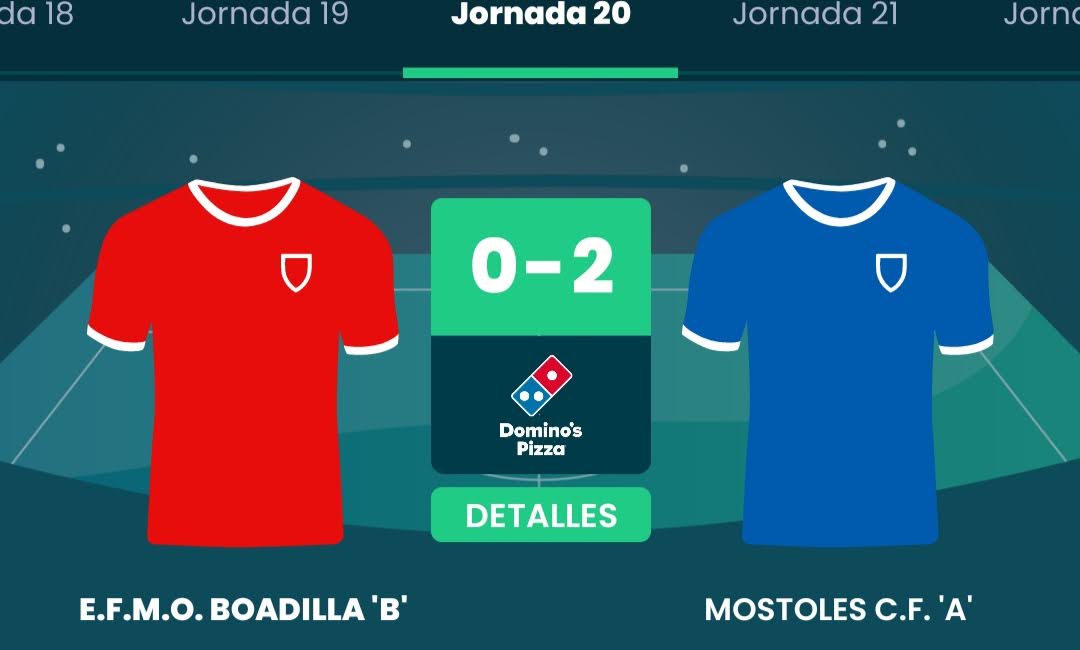 da 18 Jornada 19 Jornada 20 Jornada 21 Jorn
0-2
Domino's
Pizza
DETALLES
E.F.M.O. BOADILLA 'B' MOSTOLES C.F. 'A'